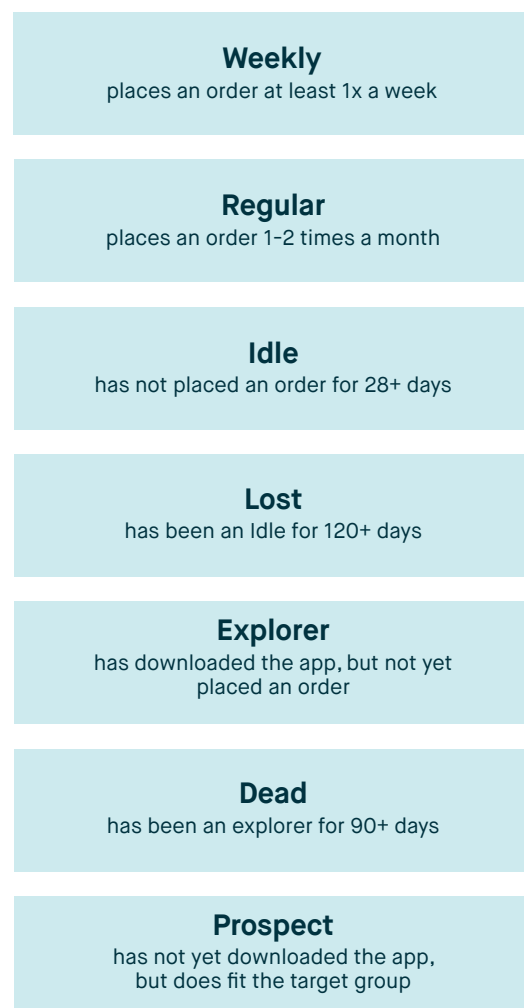 Weekly
places an order at least 1x a week
Regular
places an order 1-2 times a month
Idle
has not placed an order for 28+ days
Lost
has been an Idle for 120+ days
Explorer
has downloaded the app, but not yet
placed an order
Dead
has been an explorer for 90+ days
Prospect
has not yet downloaded the app,
but does fit the target group